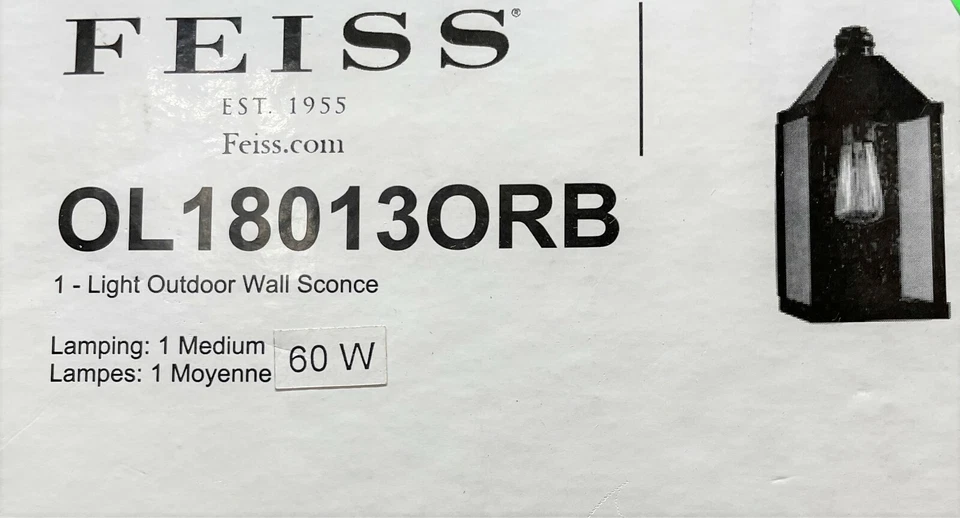 FEISS®
EST. 1955
Feiss.com
OL18013ORB
1 - Light Outdoor Wall Sconce
Lamping: 1 Medium 60 W
Lampes: 1 Moyenne